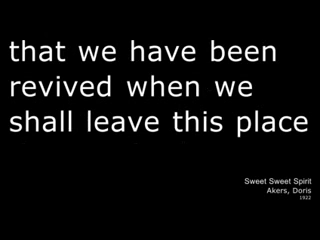 that we have been
revived when we
shall leave this place
Sweet Sweet Spirit
Akers, Doris
1922